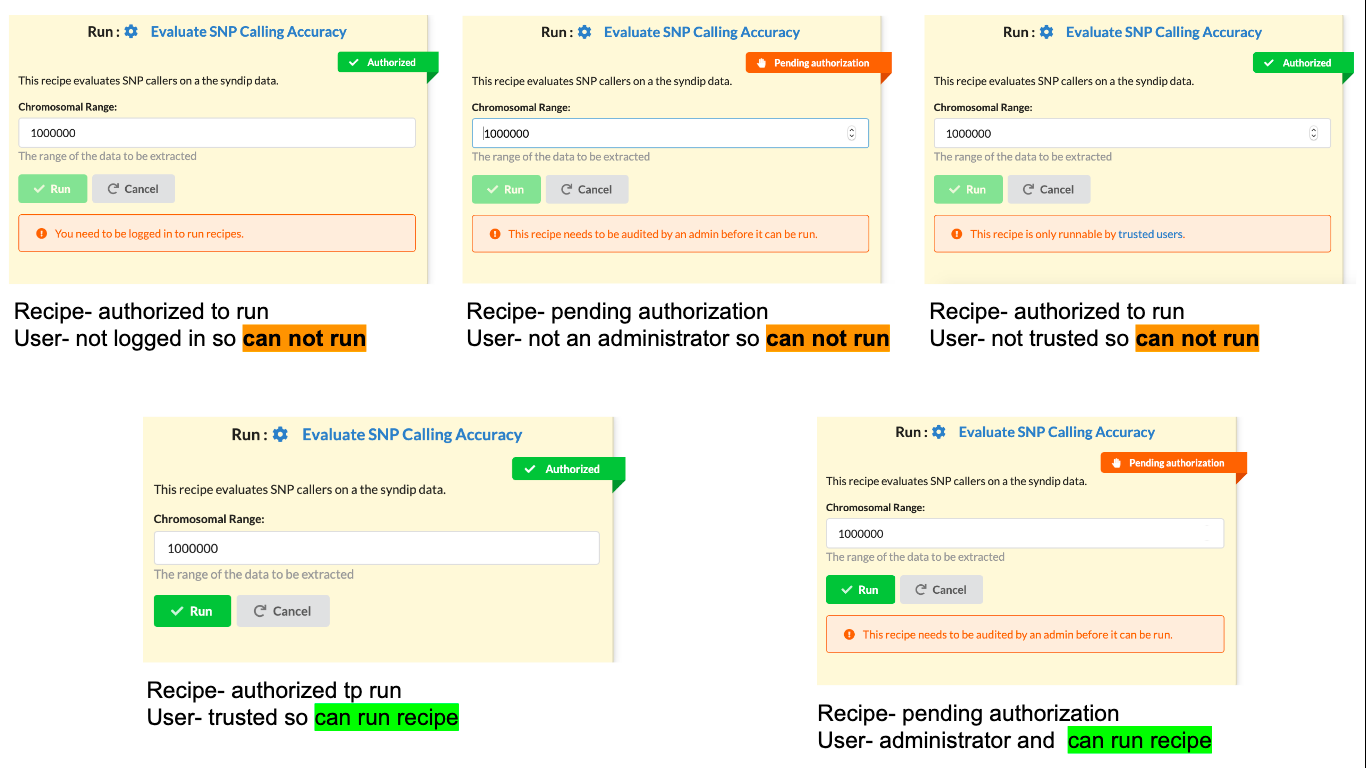 Run : Evaluate SNP Calling Accuracy
Authorized
This recipe evaluates SNP callers on a the syndip data.
Chromosomal Range:
1000000
The range of the data to be extracted
Run Cancel
You need to be logged in to run recipes.
Recipe- authorized to run
User- not logged in so can not run
Run : Evaluate SNP Calling Accuracy
Pending authorization
This recipe evaluates SNP callers on a the syndip data.
Chromosomal Range:
1000000
The range of the data to be extracted
Run Cancel
This recipe needs to be audited by an admin before it can be run.
Recipe- pending authorization
User- not an administrator so can not run
Run : Evaluate SNP Calling Accuracy
Authorized
This recipe evaluates SNP callers on a the syndip data.
Chromosomal Range:
1000000
The range of the data to be extracted
Run Cancel
This recipe is only runnable by trusted users.
Recipe- authorized to run
User- not trusted so can not run
Run : Evaluate SNP Calling Accuracy
Authorized
This recipe evaluates SNP callers on a the syndip data.
Chromosomal Range:
1000000
The range of the data to be extracted
Run Cancel
Recipe- authorized tp run
User- trusted so can run recipe
Run : Evaluate SNP Calling Accuracy
Pending authorization
This recipe evaluates SNP callers on a the syndip data.
Chromosomal Range:
1000000
The range of the data to be extracted
Run Cancel
This recipe needs to be audited by an admin before it can be run.
Recipe- pending authorization
User- administrator and can run recipe